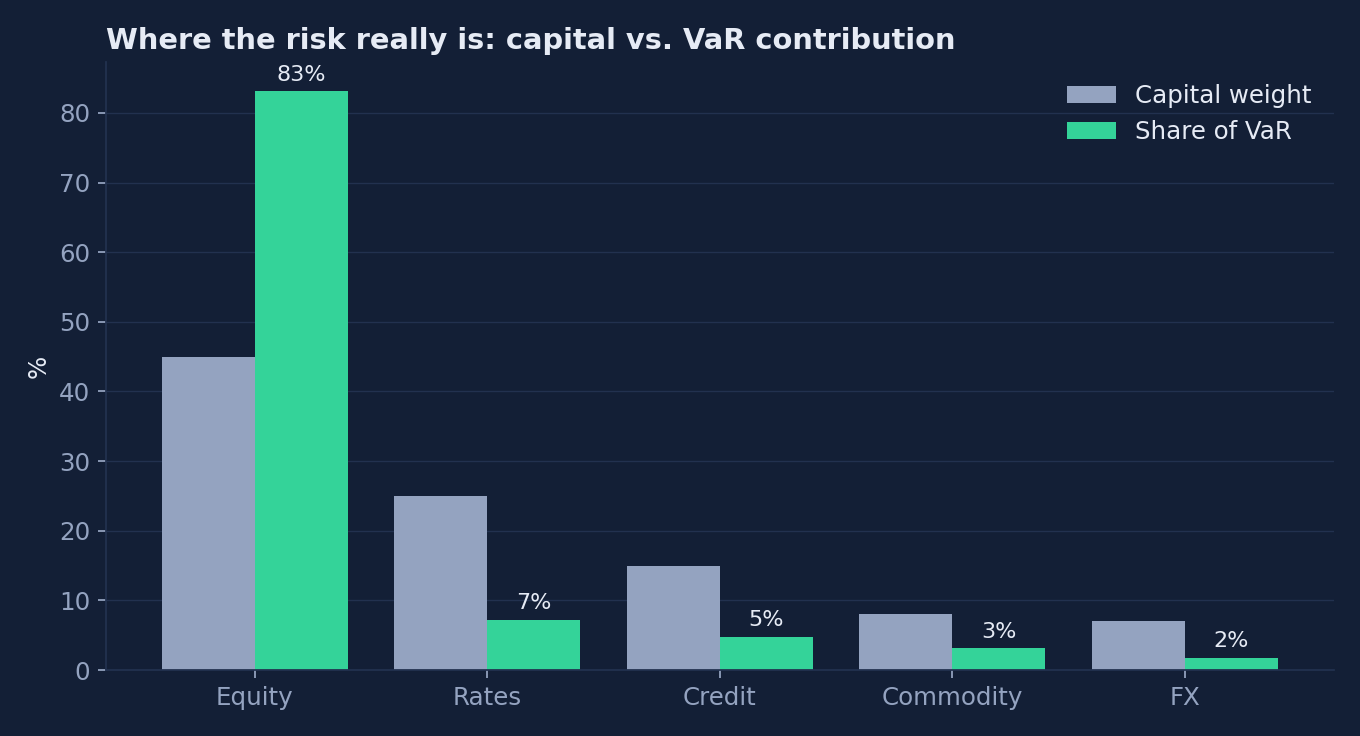 Where the risk really is: capital vs. VaR contribution
83%
Capital weight
Share of VaR
80
70
60
50
40
30
20
10
0
%
7%
5%
3%
2%
Equity
Rates
Credit
Commodity
FX